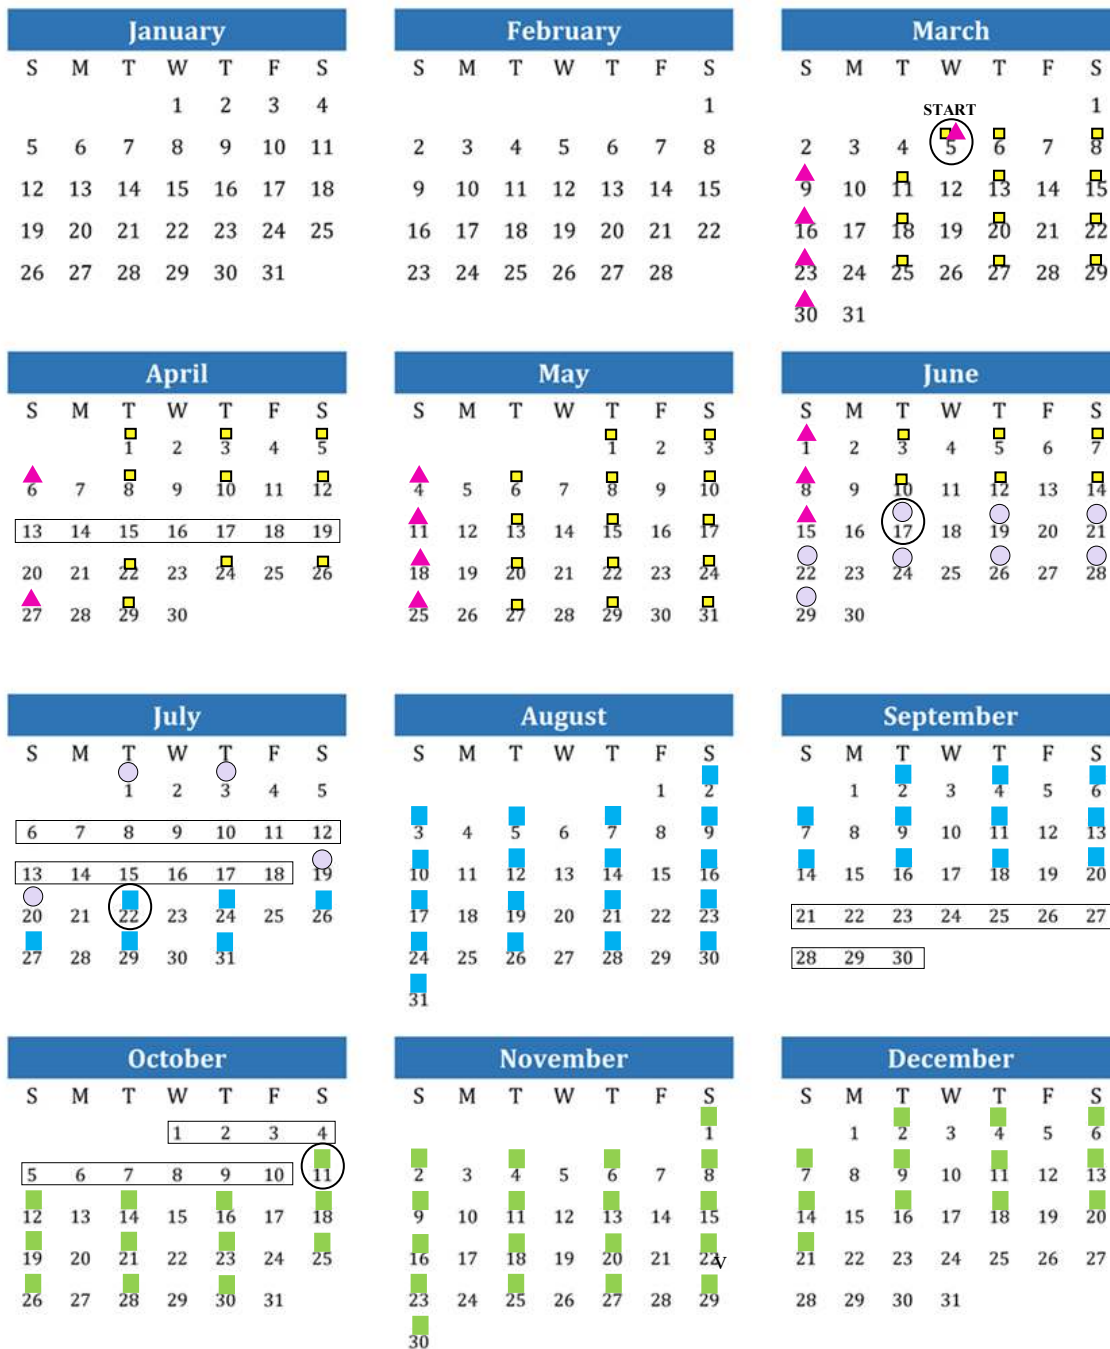 January February March
S M T W T F S S M T W T F S S M T W T F S
START
1 2 3 4 1 1
5 6 7 8 9 10 11 2 3 4 5 6 7 8 2 3 4 5 6 7 8
12 13 14 15 16 17 18 9 10 11 12 13 14 15 9 10 11 12 13 14 15
19 20 21 22 23 24 25 16 17 18 19 20 21 22 16 17 18 19 20 21 22
26 27 28 29 30 31 23 24 25 26 27 28 23 24 25 26 27 28 29
30 31
April May June
S M T W T F S S M T W T F S S M T W T F S
1 2 3 4 5 1 2 3 1 2 3 4 5 6 7
6 7 8 9 10 11 12 4 5 6 7 8 9 10 8 9 10 11 12 13 14
13 14 15 16 17 18 19 11 12 13 14 15 16 17 15 16 17 18 19 20 21
20 21 22 23 24 25 26 18 19 20 21 22 23 24 22 23 24 25 26 27 28
27 28 29 30 25 26 27 28 29 30 31 29 30
July August September
S M T W T F S S M T W T F S S M T W T F S
1 2 3 4 5 1 2 1 2 3 4 5 6
6 7 8 9 10 11 12 3 4 5 6 7 8 9 7 8 9 10 11 12 13
13 14 15 16 17 18 19 10 11 12 13 14 15 16 14 15 16 17 18 19 20
20 21 22 23 24 25 26 17 18 19 20 21 22 23 21 22 23 24 25 26 27
27 28 29 30 31 24 25 26 27 28 29 30 28 29 30
31
October November December
S M T W T F S S M T W T F S S M T W T F S
1 2 3 4 1 1 2 3 4 5 6
5 6 7 8 9 10 11 2 3 4 5 6 7 8 7 8 9 10 11 12 13
12 13 14 15 16 17 18 9 10 11 12 13 14 15 14 15 16 17 18 19 20
19 20 21 22 23 24 25 16 17 18 19 20 21 22 v 21 22 23 24 25 26 27
26 27 28 29 30 31 23 24 25 26 27 28 29 28 29 30 31
30